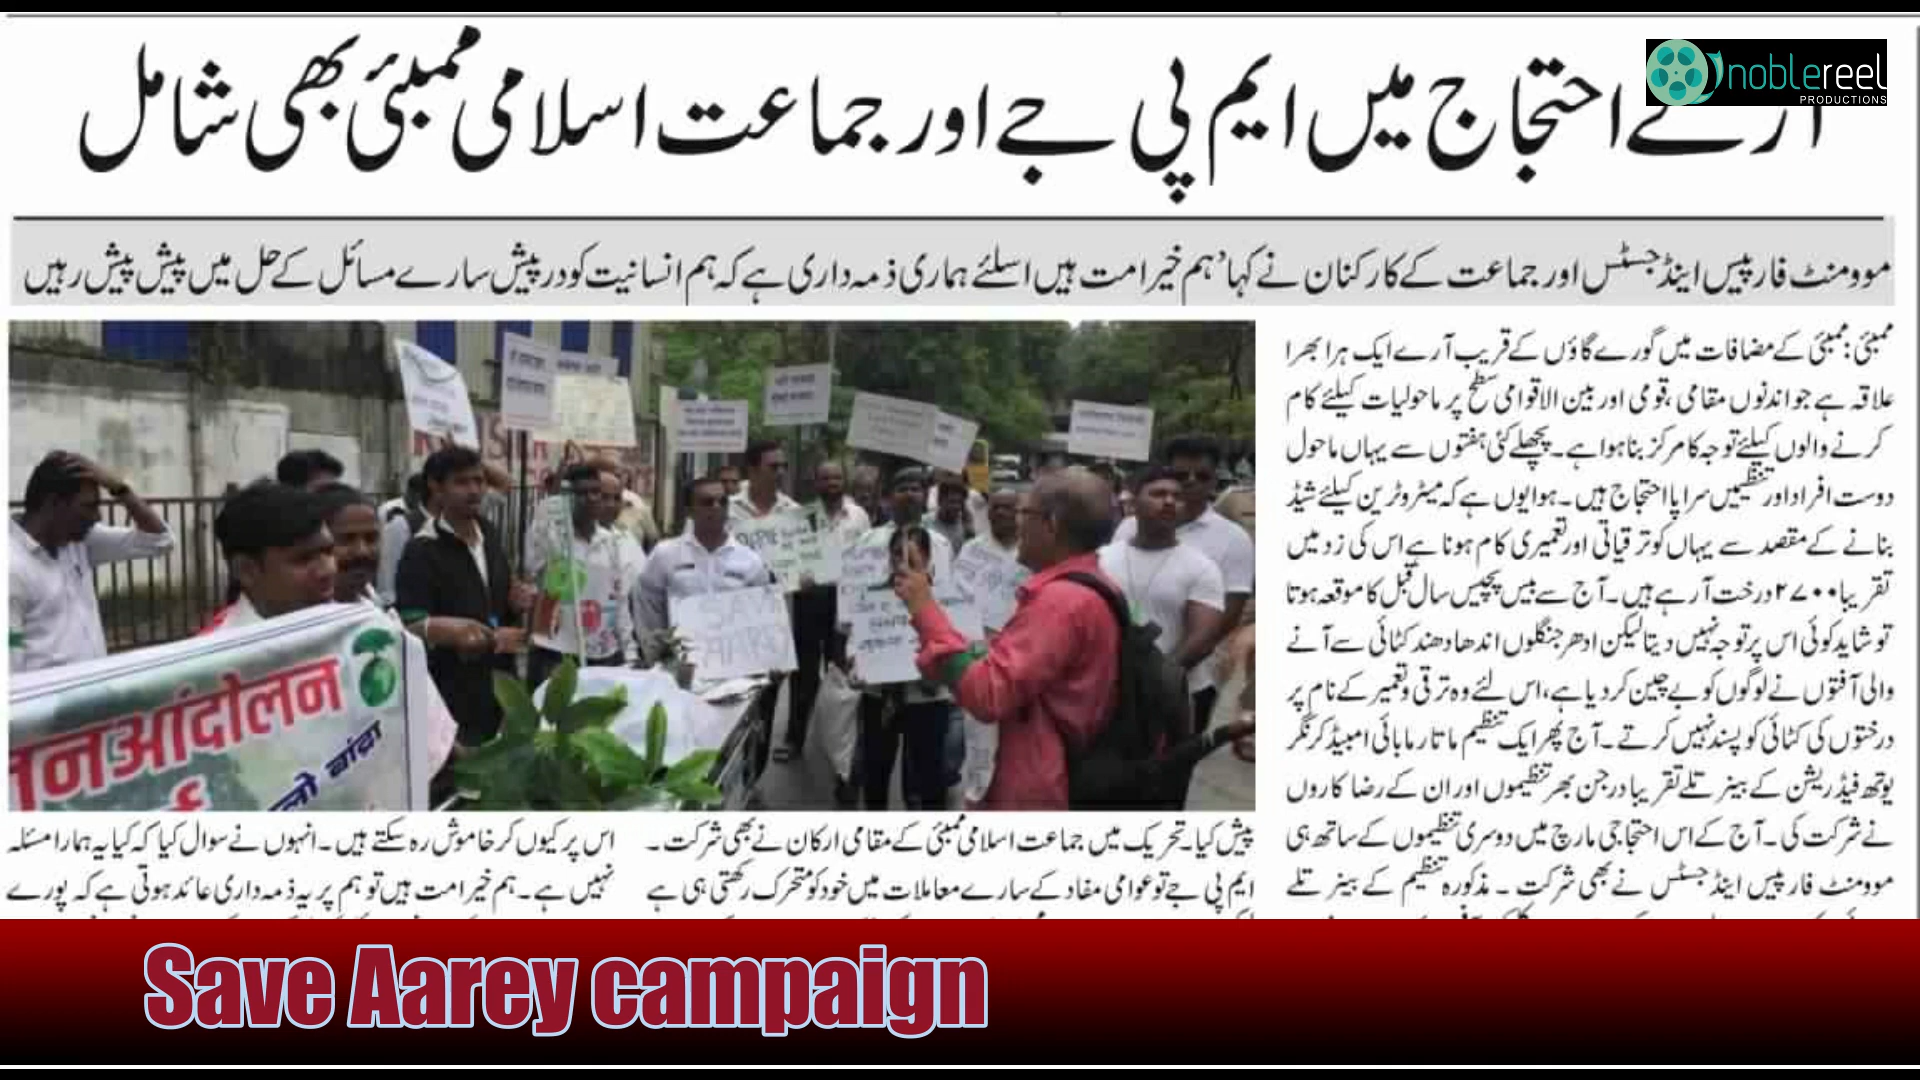 noblereel
PRODUCTIONS
آرے احتجاج میں ایم پی جے اور جماعت اسلامی ممبئی بھی شامل
موومنٹ فار پیس اینڈ جسٹس اور جماعت کے کارکنان نے کہا 'ہم خیر امت ہیں اسلئے ہماری ذمہ داری ہے کہ ہم انسانیت کو درپیش سارے مسائل کے حل میں پیش پیش رہیں
ممبئی: ممبئی کے مضافات میں گورے گاؤں کے قریب آرے ایک ہرا بھرا
علاقہ ہے جو اندنوں مقامی، قومی اور بین الاقوامی سطح پر ماحولیات کیلئے کام
کرنے والوں کیلئے توجہ کا مرکز بنا ہوا ہے۔ پچھلے کئی ہفتوں سے یہاں ماحول
دوست افراد اور تنظیمیں سراپا احتجاج ہیں۔ ہوا یوں ہے کہ میٹرو ٹرین کیلئے شیڈ
بنانے کے مقصد سے یہاں کو ترقیاتی اور تعمیری کام ہونا ہے اس کی زد میں
تقریبا ۲۷۰۰ درخت آرہے ہیں۔ آج سے بیس پچیس سال قبل کا موقعہ ہوتا
تو شاید کوئی اس پر توجہ نہیں دیتا لیکن ادھر جنگلوں اندھا دھند کٹائی سے آنے
والی آفتوں نے لوگوں کو بے چین کردیا ہے، اس لئے وہ ترقی و تعمیر کے نام پر
درختوں کی کٹائی کو پسند نہیں کرتے۔ آج پھر ایک تنظیم ماتا رمابائی امبیڈکر نگر
یوتھ فیڈریشن کے بینر تلے تقریبا درجن بھر تنظیموں اور ان کے رضا کاروں
نے شرکت کی۔ آج کے اس احتجاجی مارچ میں دوسری تنظیموں کے ساتھ ہی
موومنٹ فار پیس اینڈ جسٹس نے بھی شرکت ۔ مذکورہ تنظیم کے بینر تلے
पनआंदोलन
बांद्रा
SAVE
AAREY
پیش کیا۔ تحریک میں جماعت اسلامی ممبئی کے مقامی ارکان نے بھی شرکت ۔
ایم پی جے تو عوامی مفاد کے سارے معاملات میں خود کو متحرک رکھتی ہی ہے
اس پر کیوں کر خاموش رہ سکتے ہیں۔ انہوں نے سوال کیا کہ کیا یہ ہمارا مسئلہ
نہیں ہے۔ ہم خیر امت ہیں تو ہم پر یہ ذمہ داری عائد ہوتی ہے کہ پورے
Save Aarey campaign